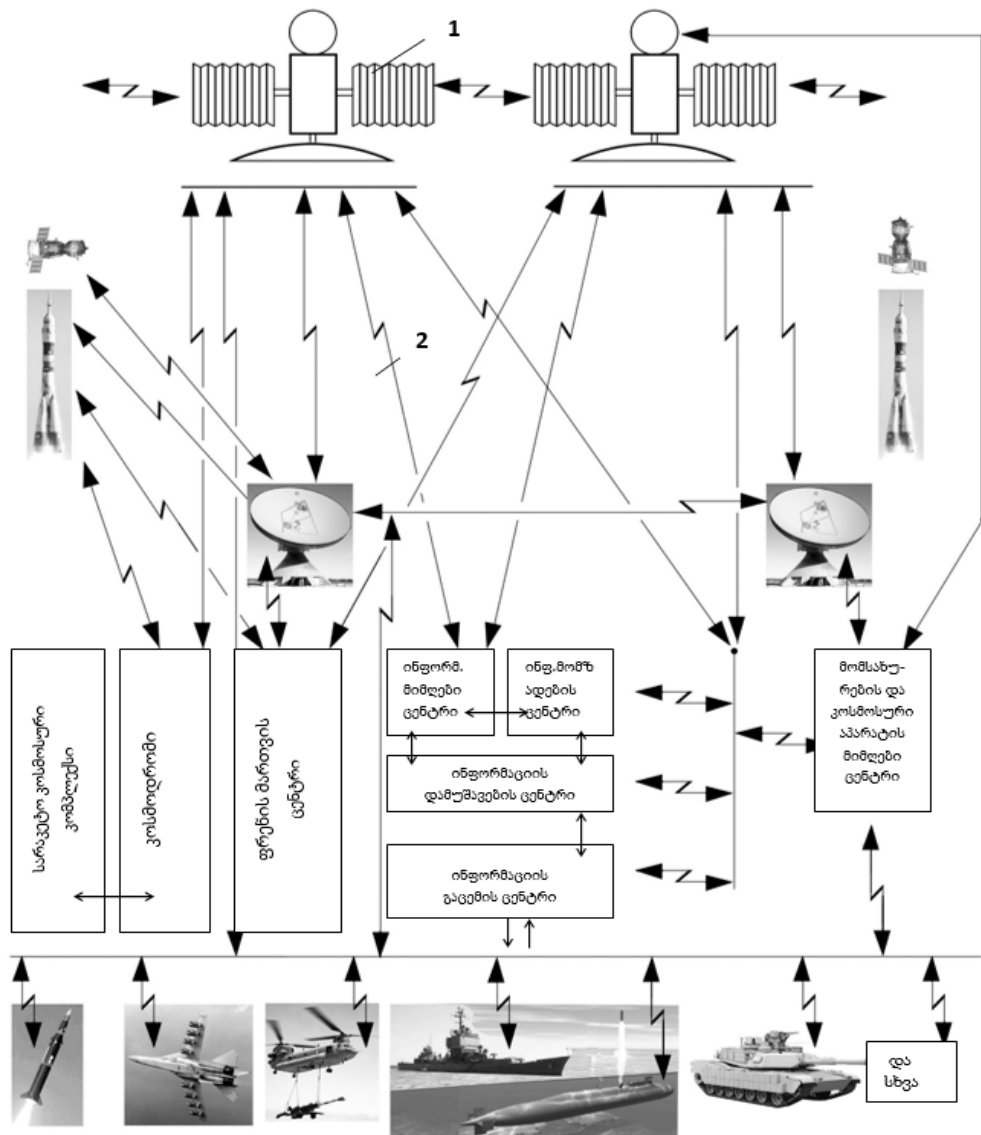 1
2
სარაკეტო კოსმოსური
კომპლექსი
კოსმოდრომი
ფრენის მართვის
ცენტრი
ინფორმ.
მიმღები
ცენტრი
ინფ.მომზ
ადების
ცენტრი
ინფორმაციის
დამუშავების ცენტრი
ინფორმაციის
გაცემის ცენტრი
მომსახუ-
რების და
კოსმოსური
აპარატის
მიმღები
ცენტრი
და
სხვა